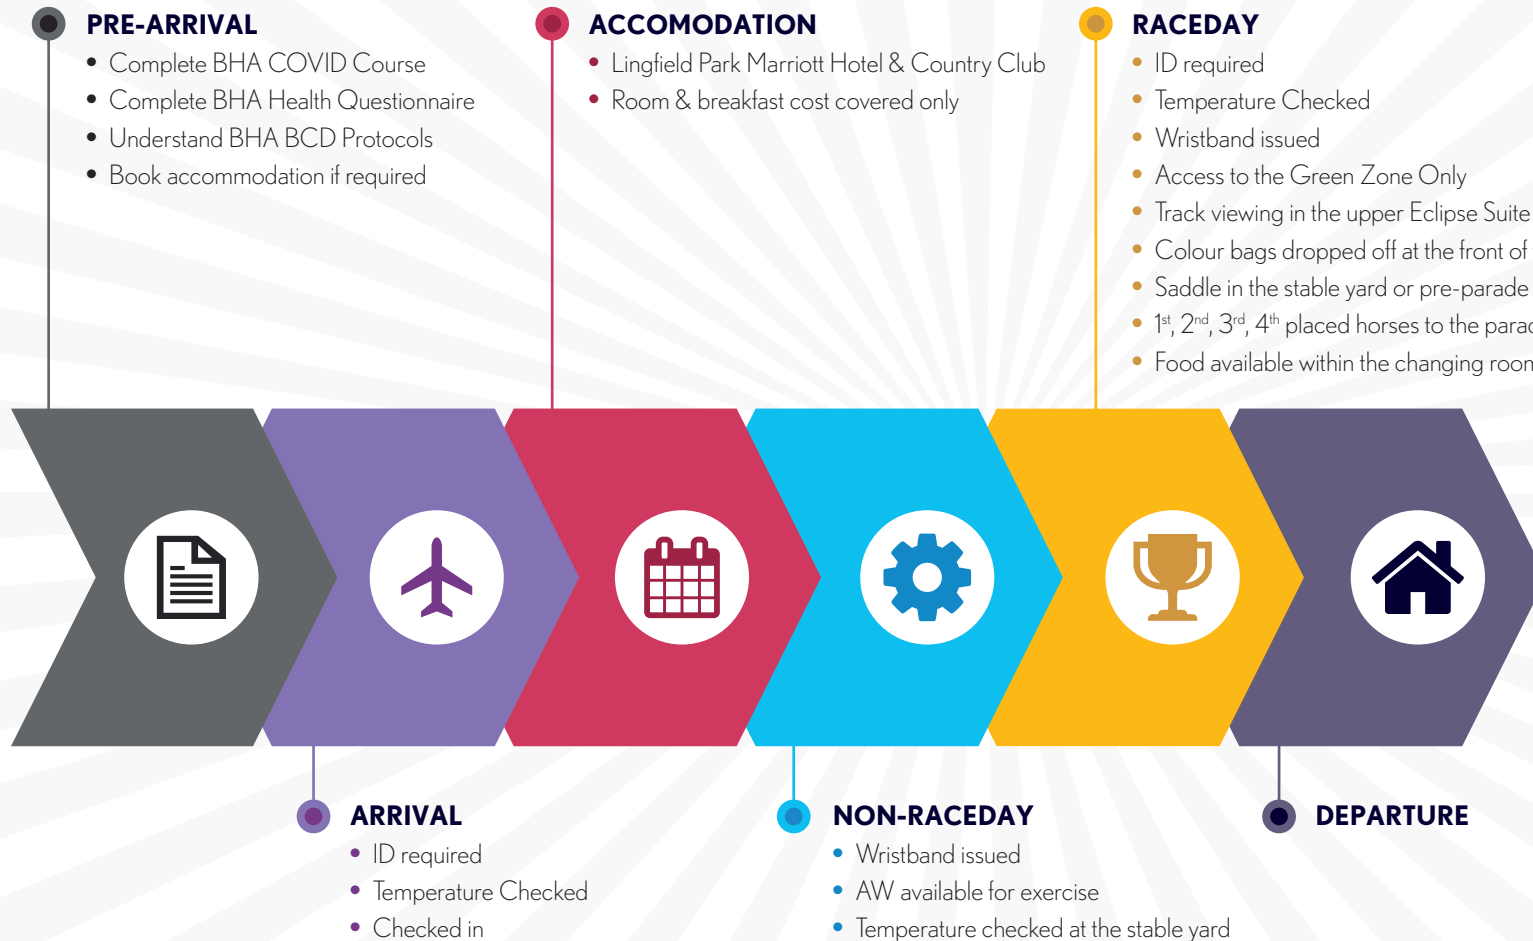 PRE-ARRIVAL
• Complete BHA COVID Course
• Complete BHA Health Questionnaire
• Understand BHA BCD Protocols
• Book accommodation if required
ACCOMODATION
• Lingfield Park Marriott Hotel & Country Club
• Room & breakfast cost covered only
RACEDAY
• ID required
• Temperature Checked
• Wristband issued
• Access to the Green Zone Only
• Track viewing in the upper Eclipse Suite
• Colour bags dropped off at the front of
• Saddle in the stable yard or pre-parade
• 1st, 2nd, 3rd, 4th placed horses to the
• Food available within the changing
ARRIVAL
• ID required
• Temperature Checked
• Checked in
NON-RACEDAY
• Wristband issued
• AW available for exercise
• Temperature checked at the stable yard
DEPARTURE